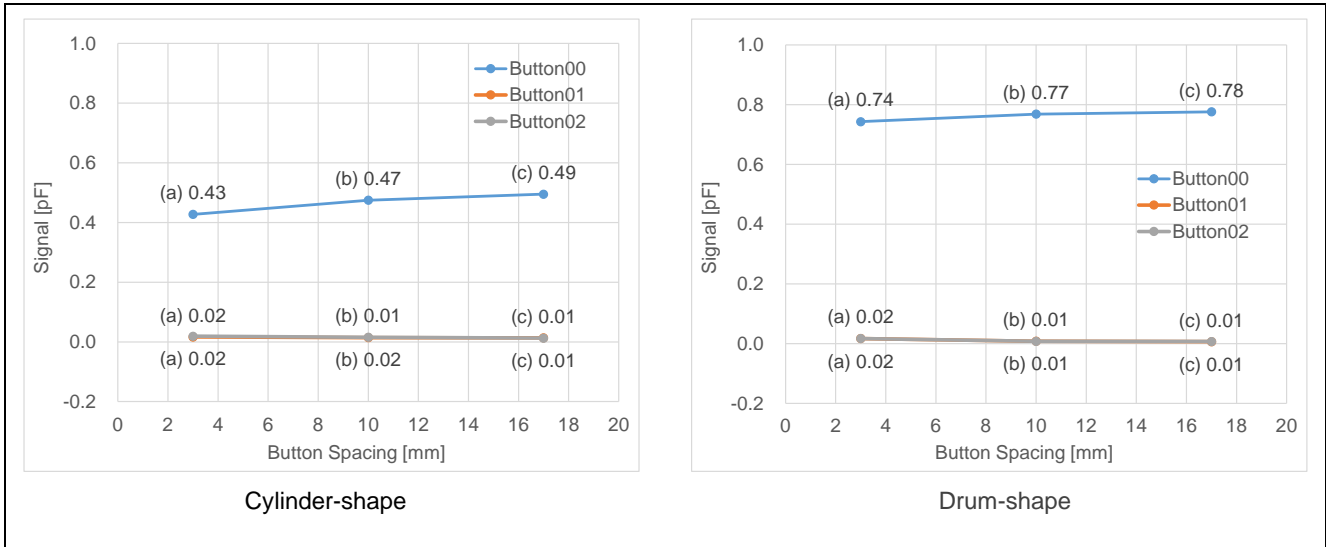 1.0
0.8
0.6
0.4
0.2
0.0
-0.2
Signal [pF]
Button00
Button01
Button02
(a) 0.43
(b) 0.47
(c) 0.49
(a) 0.02
(b) 0.01
(c) 0.01
(a) 0.02
(b) 0.02
(c) 0.01
0 2 4 6 8 10 12 14 16 18 20
Button Spacing [mm]
Cylinder-shape
1.0
0.8
0.6
0.4
0.2
0.0
-0.2
Signal [pF]
(a) 0.74
(b) 0.77
(c) 0.78
Button00
Button01
Button02
(a) 0.02
(b) 0.01
(c) 0.01
(a) 0.02
(b) 0.01
(c) 0.01
0 2 4 6 8 10 12 14 16 18 20
Button Spacing [mm]
Drum-shape